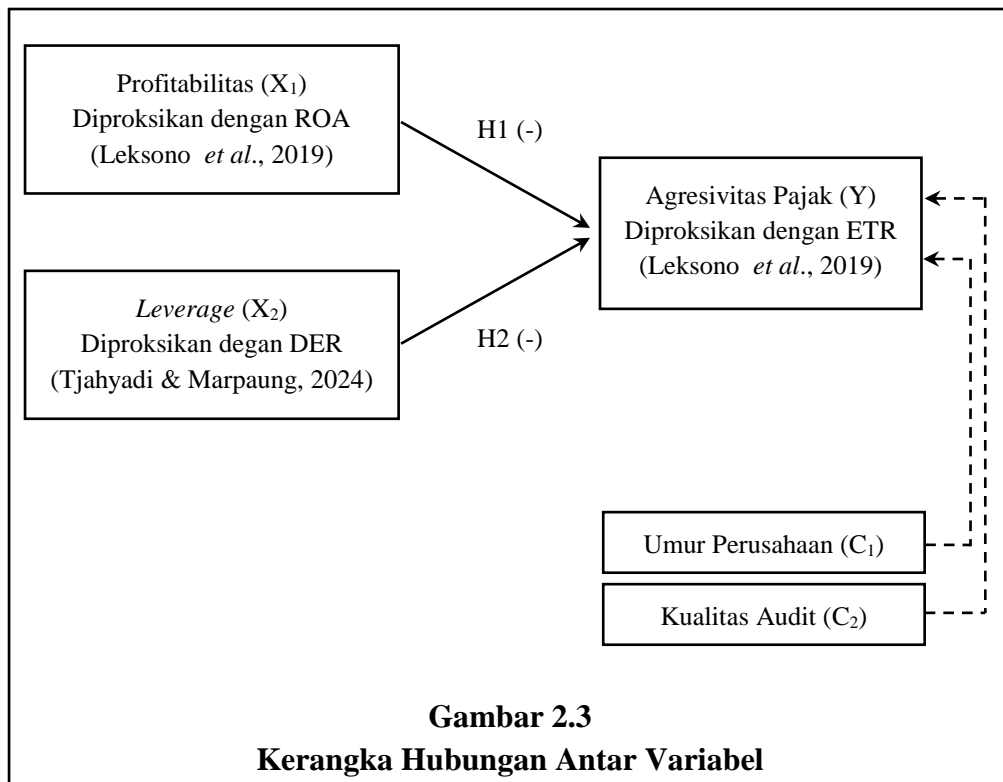 Profitabilitas (X₁)
Diproksikan dengan ROA
(Leksono et al., 2019)
H1 (-)
Agresivitas Pajak (Y)
Diproksikan dengan ETR
(Leksono et al., 2019)
Leverage (X₂)
Diproksikan degan DER
(Tjahyadi & Marpaung, 2024)
H2 (-)
Umur Perusahaan (C₁)
Kualitas Audit (C₂)
Gambar 2.3
Kerangka Hubungan Antar Variabel